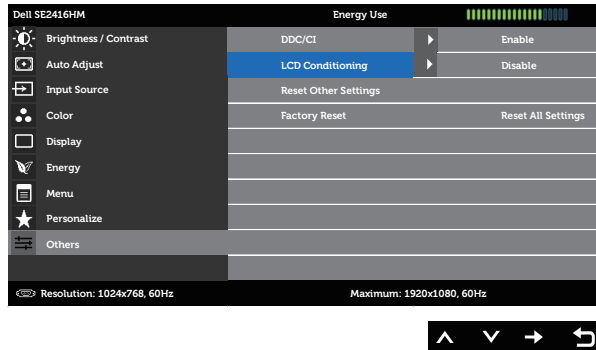 Dell SE2416HM Energy Use
Brightness / Contrast DDC/CI Enable
Auto Adjust LCD Conditioning Disable
Input Source Reset Other Settings
Color Factory Reset Reset All Settings
Display
Energy
Menu
Personalize
Others
Resolution: 1024x768, 60Hz Maximum: 1920x1080, 60Hz